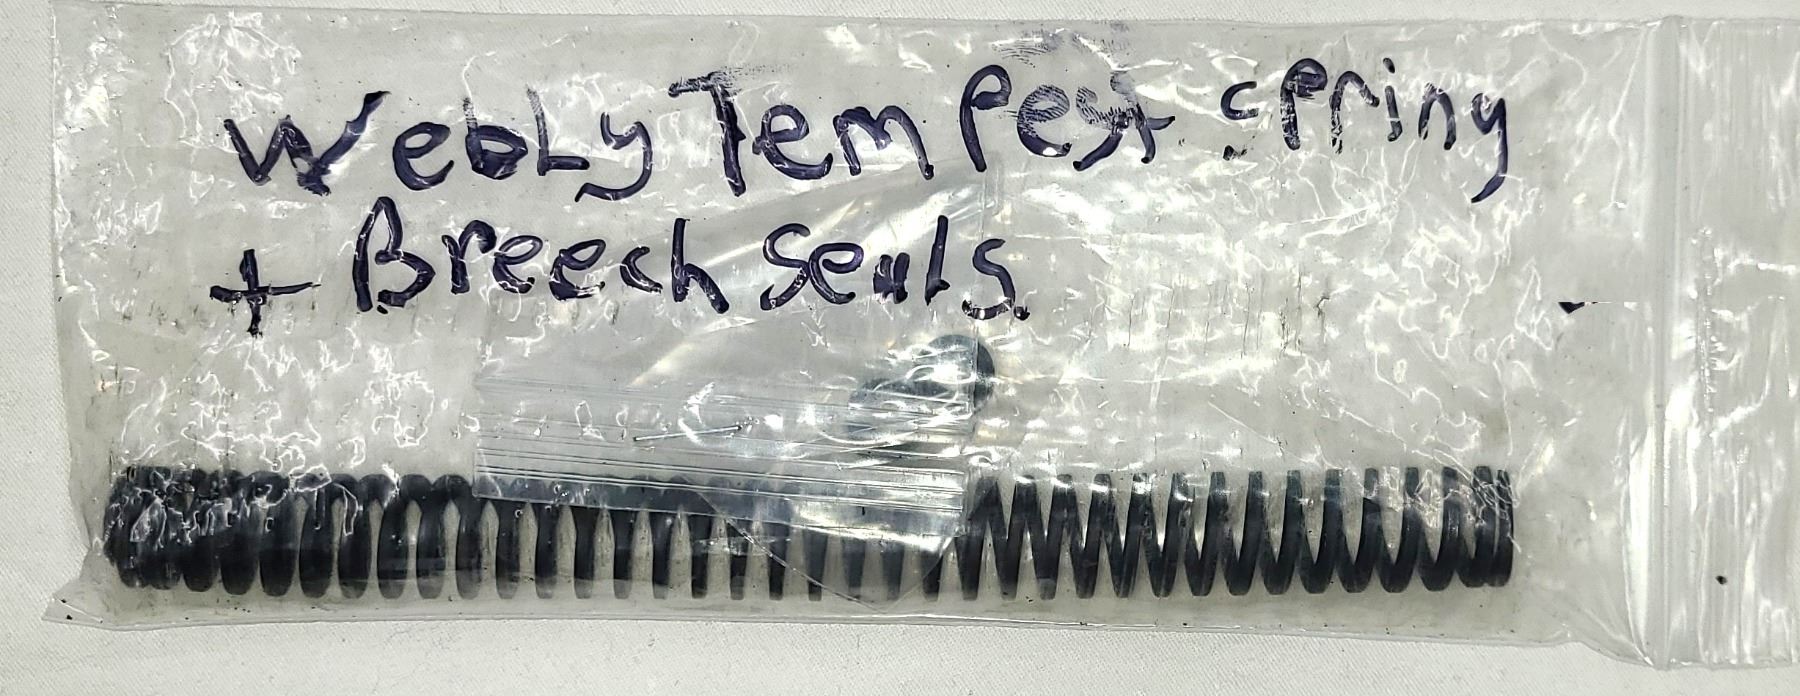 WebLy Tempest spring
+ Breech seals